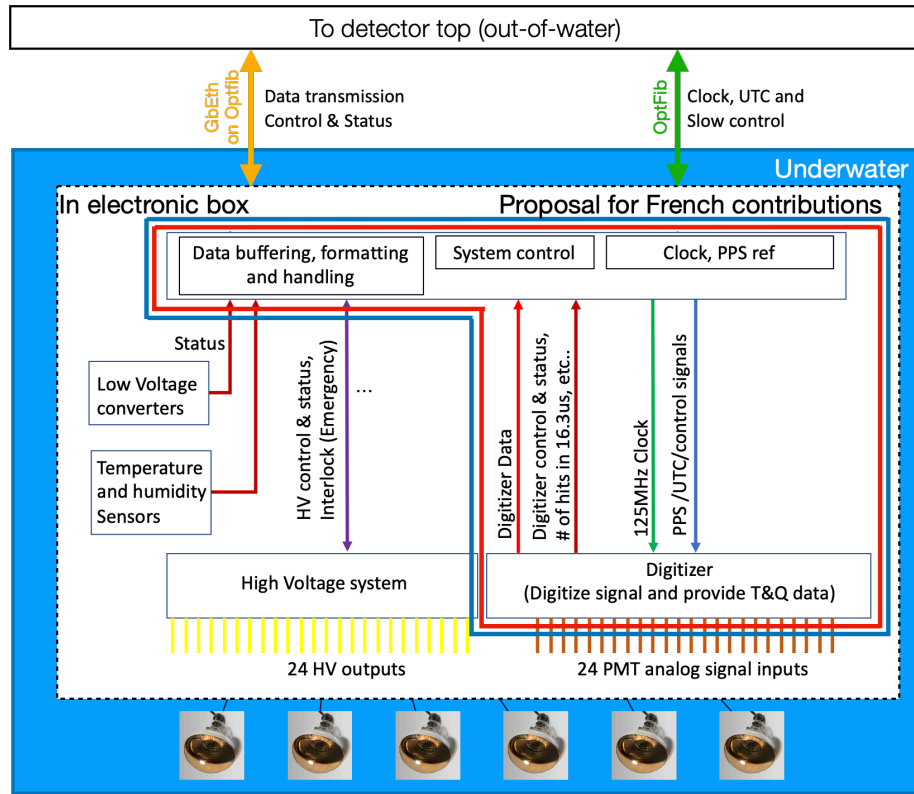 To detector top (out-of-water)
GbEth
on Optfib
Data transmission
Control & Status
OptFib
Clock, UTC and
Slow control
Underwater
In electronic box
Proposal for French contributions
Data buffering, formatting
and handling
System control
Clock, PPS ref
Status
Low Voltage
converters
Temperature
and humidity
Sensors
HV control & status,
Interlock (Emergency)
...
Digitizer Data
Digitizer control & status,
# of hits in 16.3us, etc..
125MHz Clock
PPS /UTC/control signals
High Voltage system
Digitizer
(Digitize signal and provide T&Q data)
24 HV outputs
24 PMT analog signal inputs